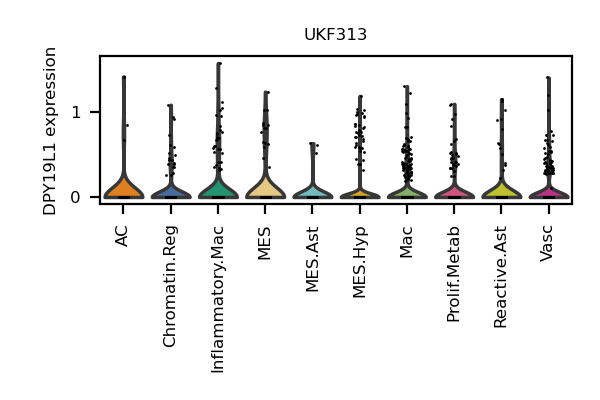 UKF313
DPY19L1 expression
1
0
AC
Chromatin.Reg
Inflammatory.Mac
MES
MES.Ast
MES.Hyp
Mac
Prolif.Metab
Reactive.Ast
Vasc